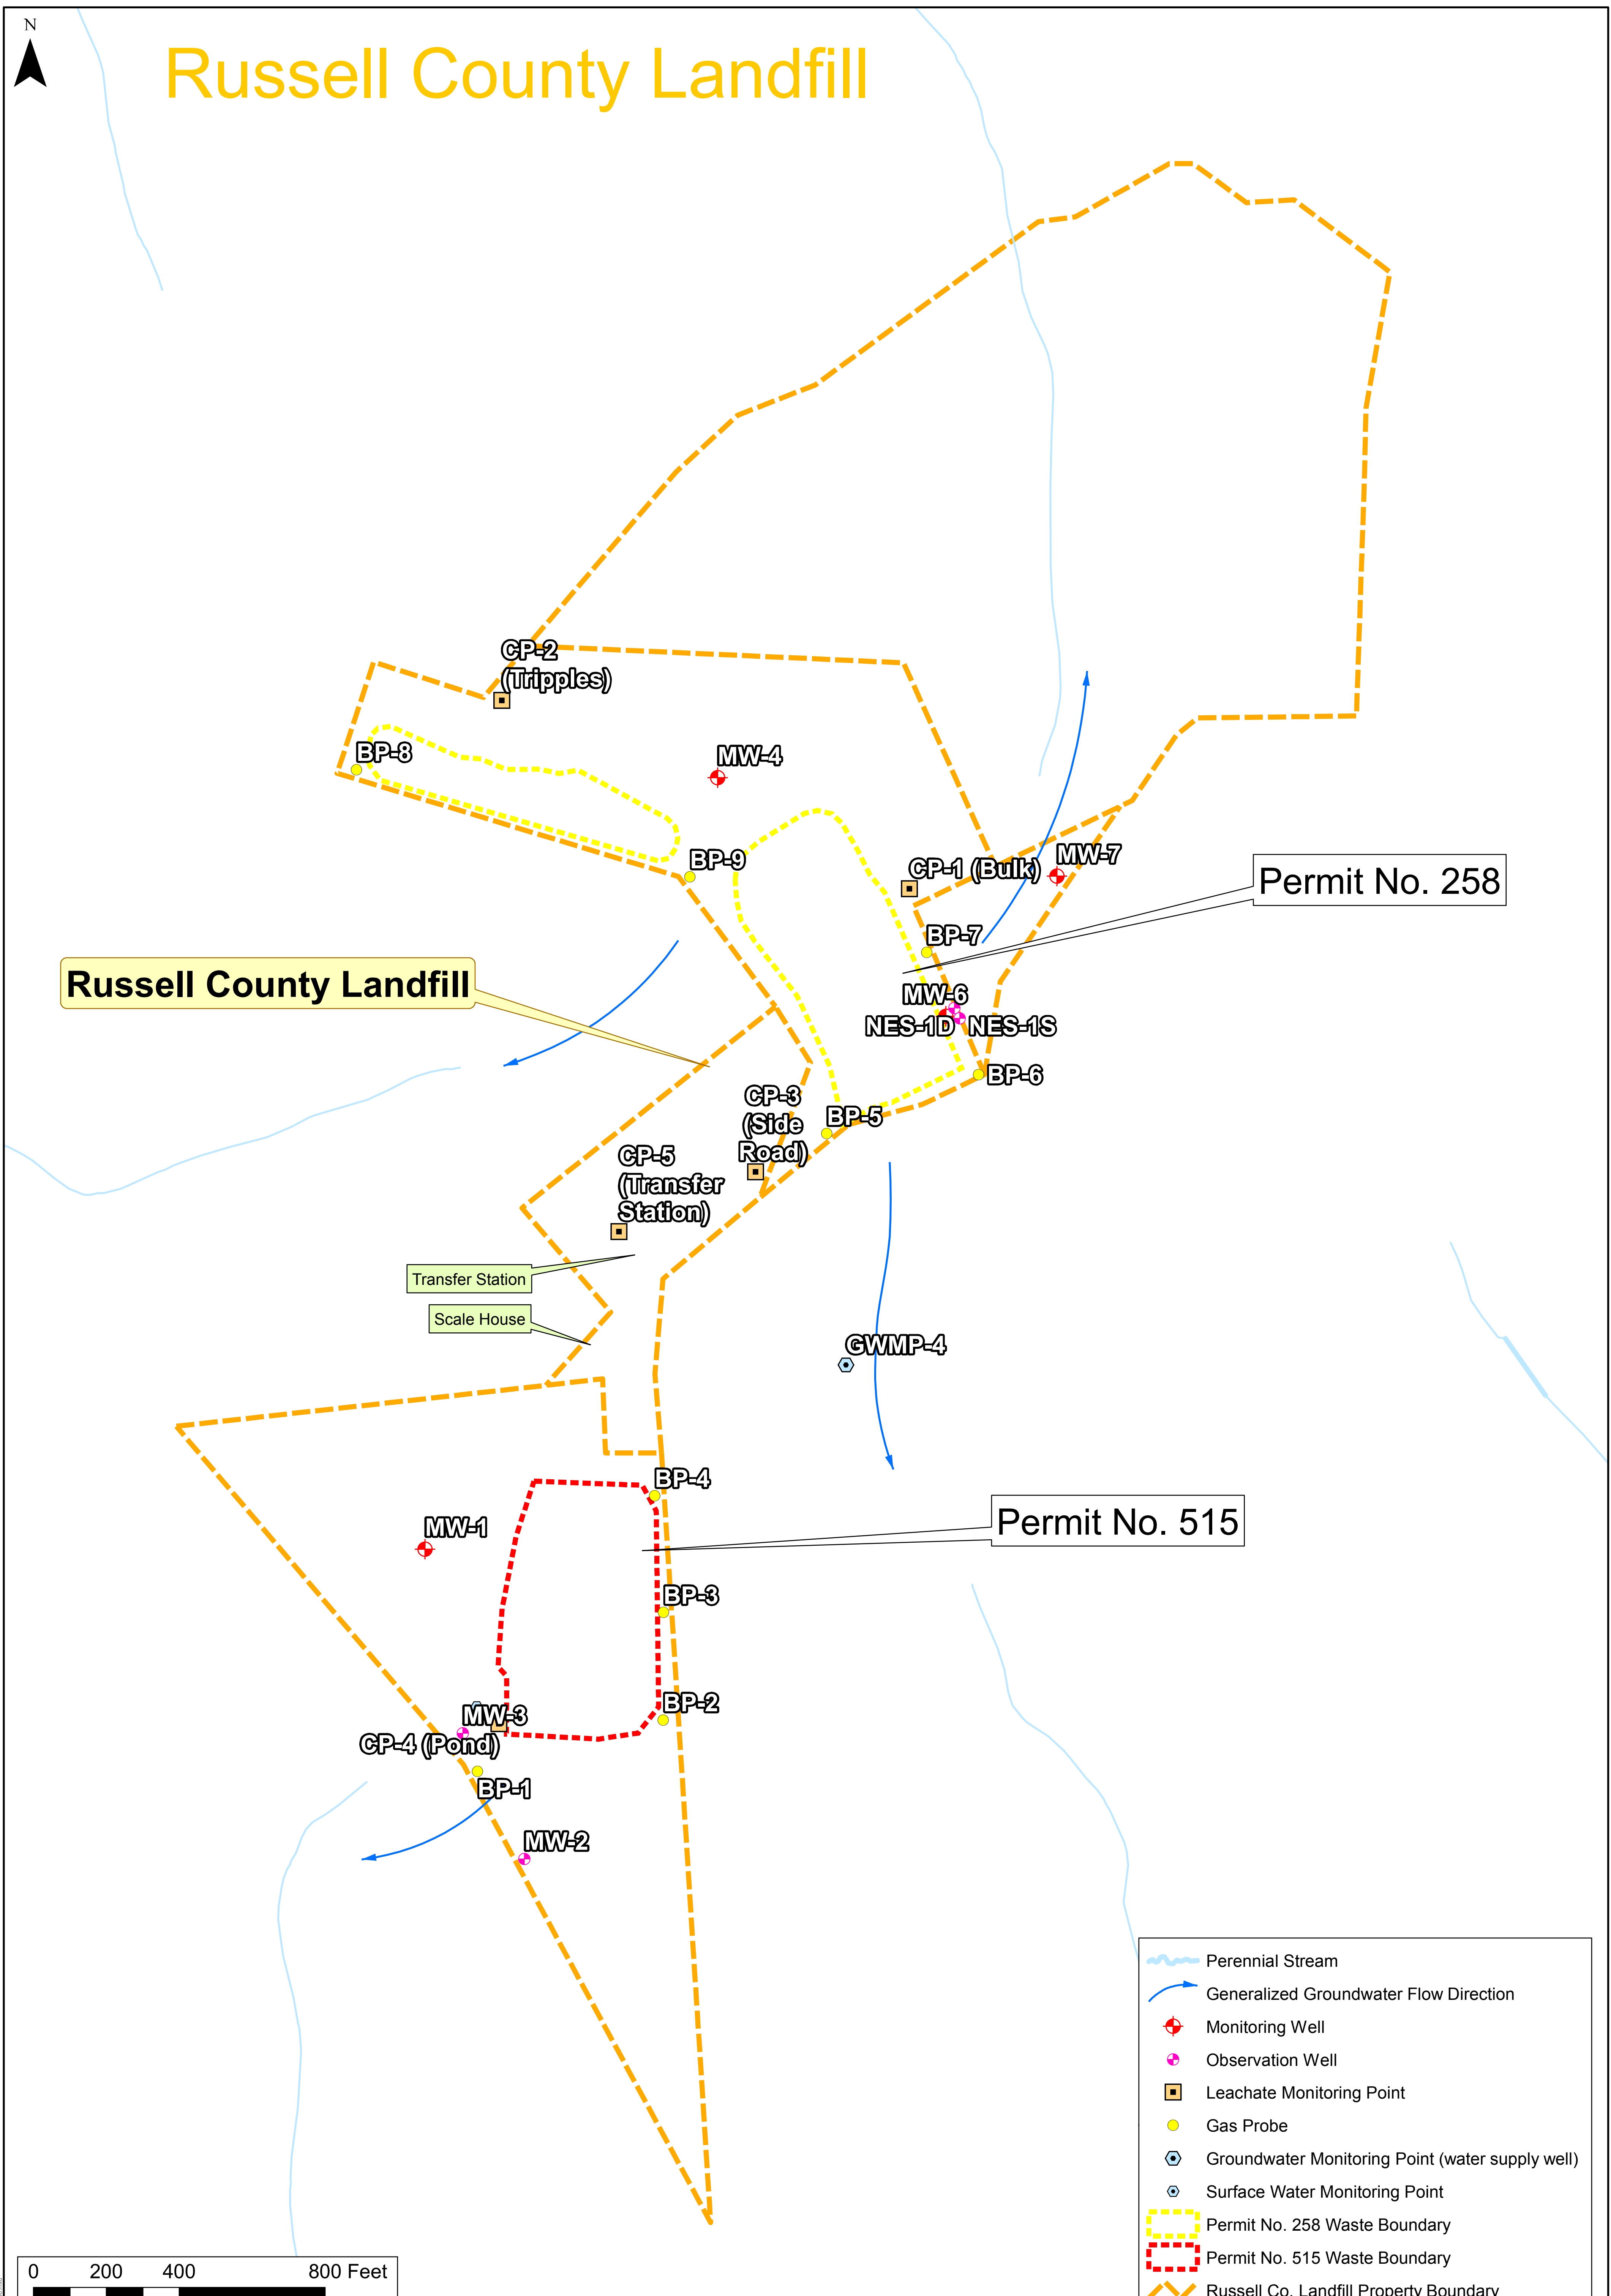 N
Russell County Landfill
CP-2
(Tripples)
BP-8
MW-4
BP-9
CP-1 (Bulk)
MW-7
Permit No. 258
BP-7
Russell County Landfill
MW-6
NES-1D
NES-1S
BP-6
CP-3
(Side
Road)
BP-5
CP-5
(Transfer
Station)
Transfer Station
Scale House
GWMP-4
BP-4
Permit No. 515
MW-1
BP-3
BP-2
MW-3
CP-4 (Pond)
BP-1
MW-2
Perennial Stream
Generalized Groundwater Flow Direction
Monitoring Well
Observation Well
Leachate Monitoring Point
Gas Probe
Groundwater Monitoring Point (water supply well)
Surface Water Monitoring Point
Permit No. 258 Waste Boundary
Permit No. 515 Waste Boundary
Russell Co. Landfill Property Boundary
0 200 400 800 Feet